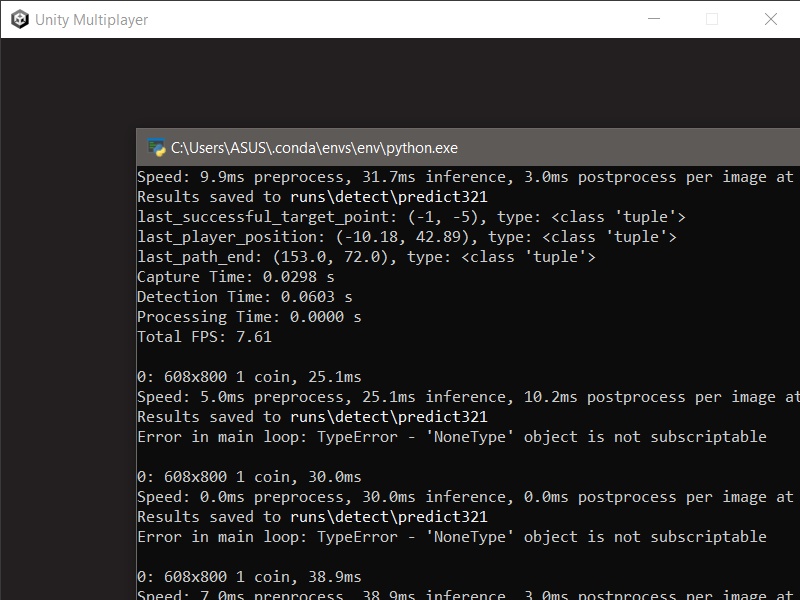 Unity Multiplayer
C:\Users\ASUS\.conda\envs\env\python.exe
Speed: 9.9ms preprocess, 31.7ms inference, 3.0ms postprocess per image at
Results saved to runs\detect\predict321
last_successful_target_point: (-1, -5), type: <class 'tuple'>
last_player_position: (-10.18, 42.89), type: <class 'tuple'>
last_path_end: (153.0, 72.0), type: <class 'tuple'>
Capture Time: 0.0298 s
Detection Time: 0.0603 s
Processing Time: 0.0000 s
Total FPS: 7.61
0: 608x800 1 coin, 25.1ms
Speed: 5.0ms preprocess, 25.1ms inference, 10.2ms postprocess per image at
Results saved to runs\detect\predict321
Error in main loop: TypeError - 'NoneType' object is not subscriptable
0: 608x800 1 coin, 30.0ms
Speed: 0.0ms preprocess, 30.0ms inference, 0.0ms postprocess per image at
Results saved to runs\detect\predict321
Error in main loop: TypeError - 'NoneType' object is not subscriptable
0: 608x800 1 coin, 38.9ms
Speed: 7.0ms preprocess, 38.9ms inference, 3.0ms postprocess per image at